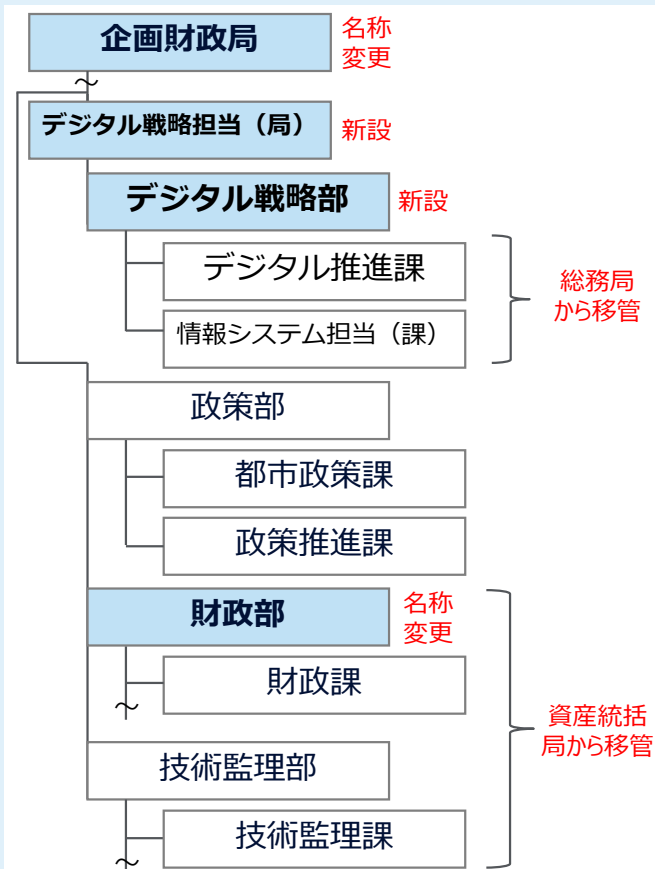 企画財政局
名称
変更
デジタル戦略担当（局）
新設
デジタル戦略部
新設
デジタル推進課
情報システム担当（課）
総務局
から移管
政策部
都市政策課
政策推進課
財政部
名称
変更
財政課
技術監理部
技術監理課
資産統括
局から移管